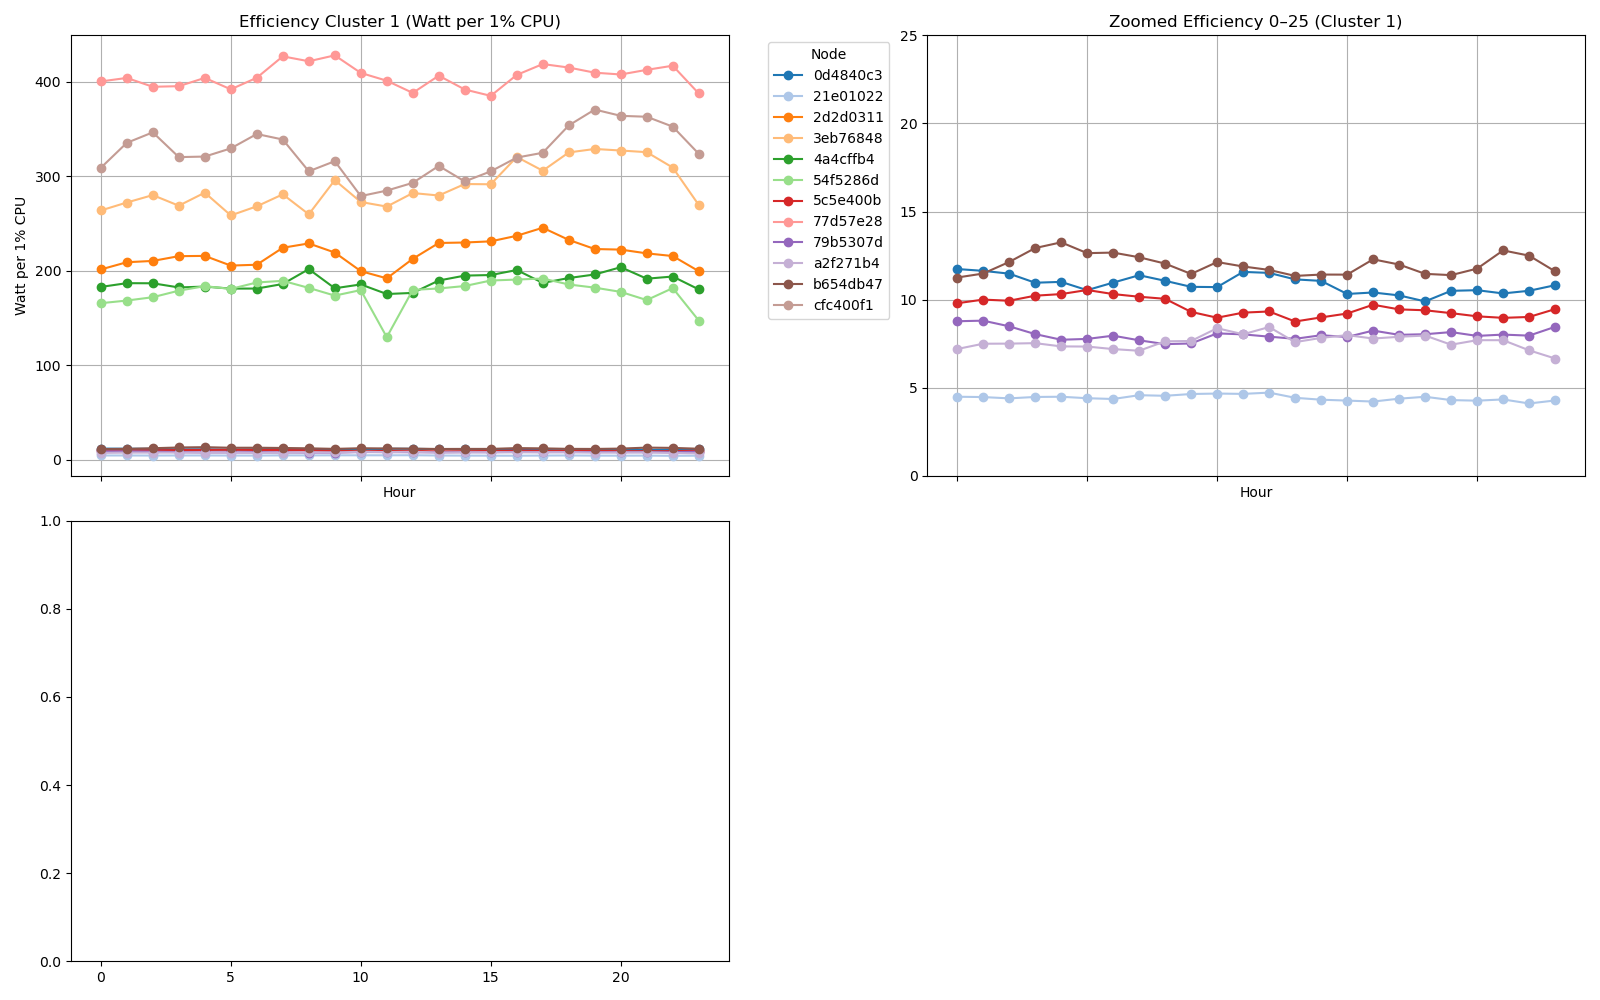 Efficiency Cluster 1 (Watt per 1% CPU)
Watt per 1% CPU
400
300
200
100
0
Hour
Node
0d4840c3
21e01022
2d2d0311
3eb76848
4a4cffb4
54f5286d
5c5e400b
77d57e28
79b5307d
a2f271b4
b654db47
cfc400f1
Zoomed Efficiency 0–25 (Cluster 1)
25
20
15
10
5
0
Hour
1.0
0.8
0.6
0.4
0.2
0.0
0 5 10 15 20